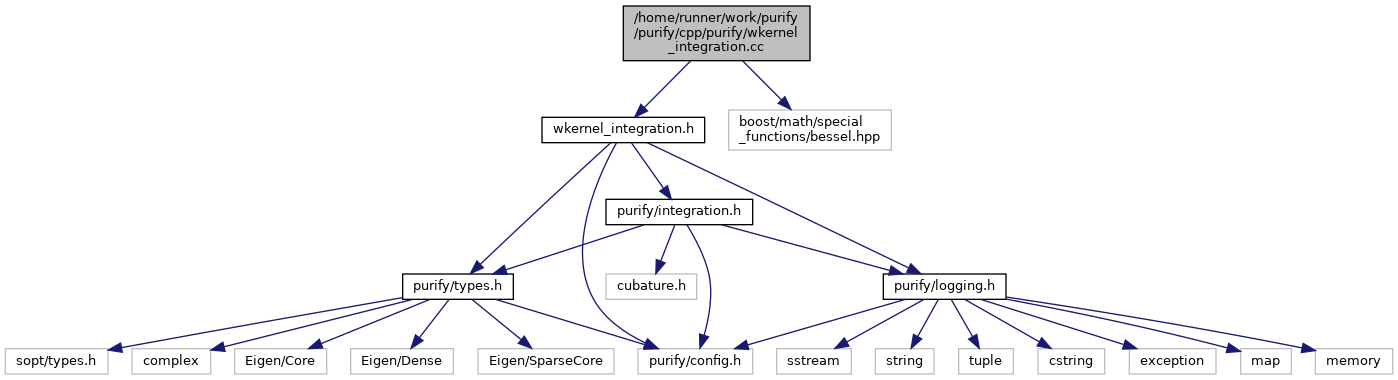 /home/runner/work/purify
/purify/cpp/purify/wkernel
_integration.cc
wkernel_integration.h
boost/math/special
_functions/bessel.hpp
purify/integration.h
purify/types.h
cubature.h
purify/logging.h
sopt/types.h
complex
Eigen/Core
Eigen/Dense
Eigen/SparseCore
purify/config.h
sstream
string
tuple
cstring
exception
map
memory